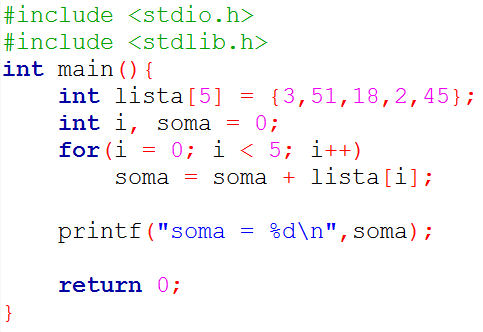 #include <stdio.h>
#include <stdlib.h>
int main(){
    int lista[5] = {3,51,18,2,45};
    int i, soma = 0;
    for(i = 0; i < 5; i++)
        soma = soma + lista[i];

    printf("soma = %d\n",soma);

    return 0;
}